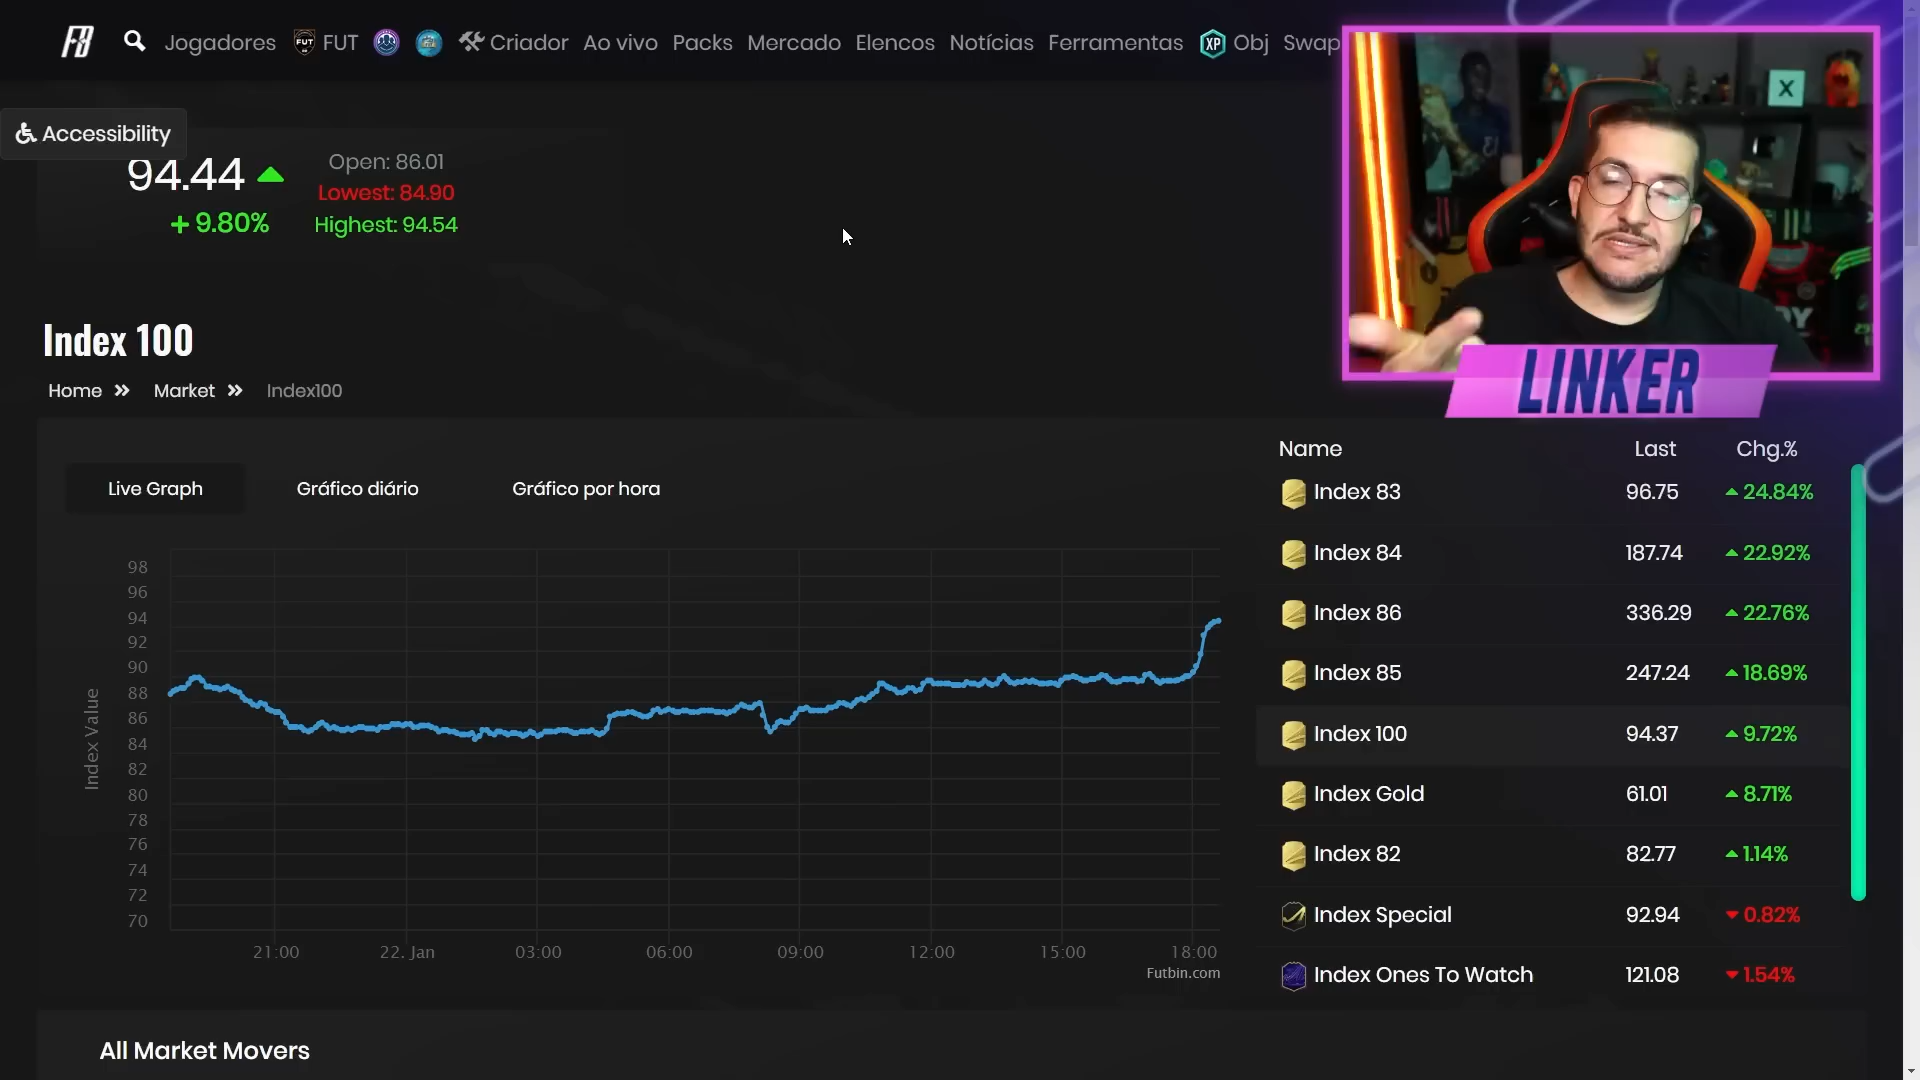 Jogadores FUT Criador Ao vivo Packs Mercado Elencos Notícias Ferramentas XP Obj Swap
Accessibility
94.44
+ 9.80%
Open: 86.01
Lowest: 84.90
Highest: 94.54
X
LINKER
Index 100
Home » Market » Index100
Live Graph Gráfico diário Gráfico por hora
Index Value
98
96
94
92
90
88
86
84
82
80
78
76
74
72
70
21:00 22. Jan 03:00 06:00 09:00 12:00 15:00 18:00
Futbin.com
Name Last Chg.%
Index 83 96.75 24.84%
Index 84 187.74 22.92%
Index 86 336.29 22.76%
Index 85 247.24 18.69%
Index 100 94.37 9.72%
Index Gold 61.01 8.71%
Index 82 82.77 1.14%
Index Special 92.94 0.82%
Index Ones To Watch 121.08 1.54%
All Market Movers